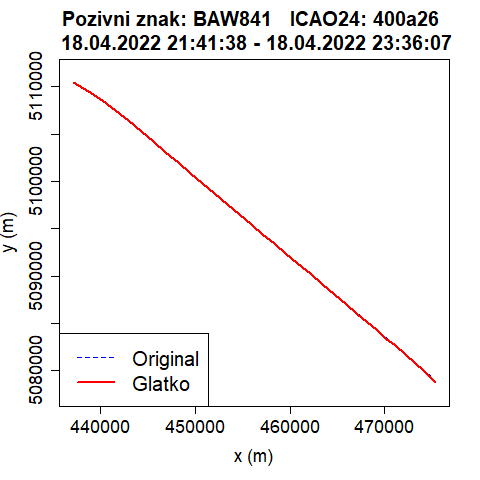 Pozivni znak: BAW841 ICAO24: 400a26
18.04.2022 21:41:38 - 18.04.2022 23:36:07
5110000
5100000
5090000
5080000
y (m)
Original
Glatko
440000 450000 460000 470000
x (m)